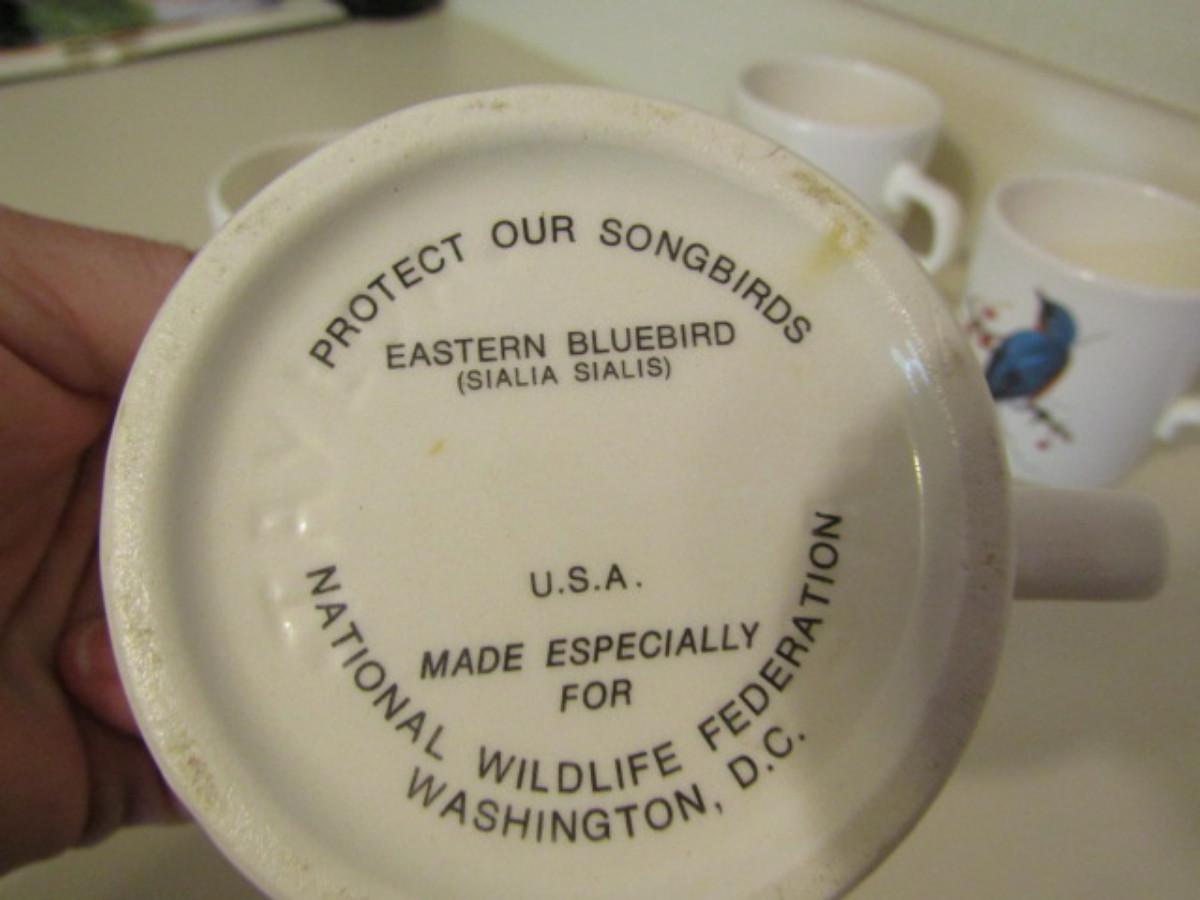 PROTECT OUR SONGBIRDS
EASTERN BLUEBIRD
(SIALIA SIALIS)
U.S.A.
MADE ESPECIALLY
FOR
NATIONAL WILDLIFE FEDERATION
WASHINGTON, D.C.